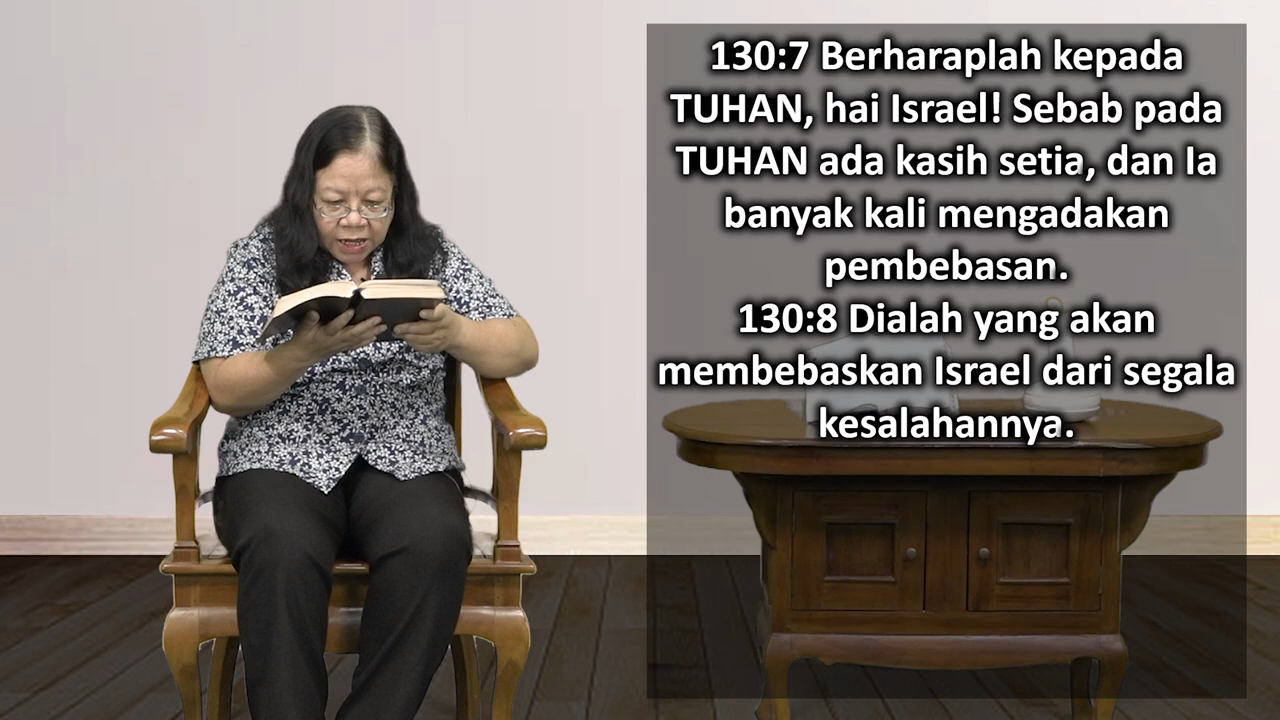 130:7 Berharaplah kepada
TUHAN, hai Israel! Sebab pada
TUHAN ada kasih setia, dan Ia
banyak kali mengadakan
pembebasan.
130:8 Dialah yang akan
membebaskan Israel dari segala
kesalahannya.